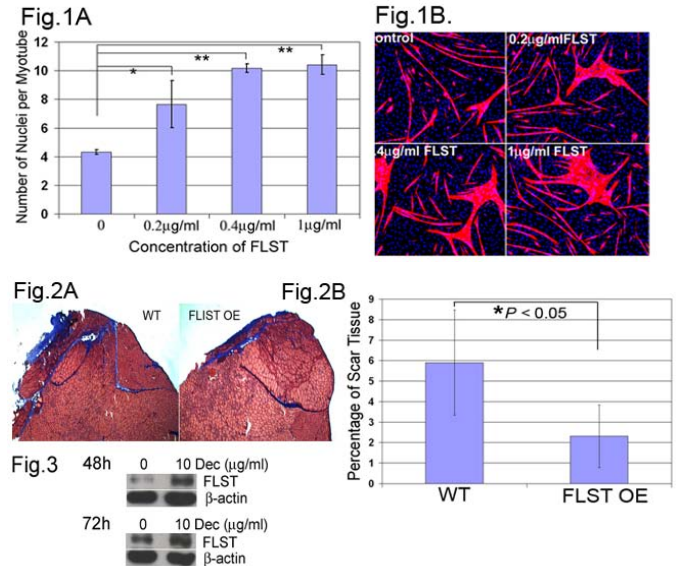 Fig.1A
Number of Nuclei per Myotube
12
10
8
6
4
2
0
*
**
**
0 0.2μg/ml 0.4μg/ml 1μg/ml
Concentration of FLST
Fig.1B.
ontrol
0.2μg/mlFLST
4μg/ml FLST
1μg/ml FLST
Fig.2A
WT
FLIST OE
Fig.2B
Percentage of Scar Tissue
9
8
7
6
5
4
3
2
1
0
*P < 0.05
WT FLST OE
Fig.3
48h 0 10 Dec (μg/ml)
FLST
β-actin
72h 0 10 Dec (μg/ml)
FLST
β-actin